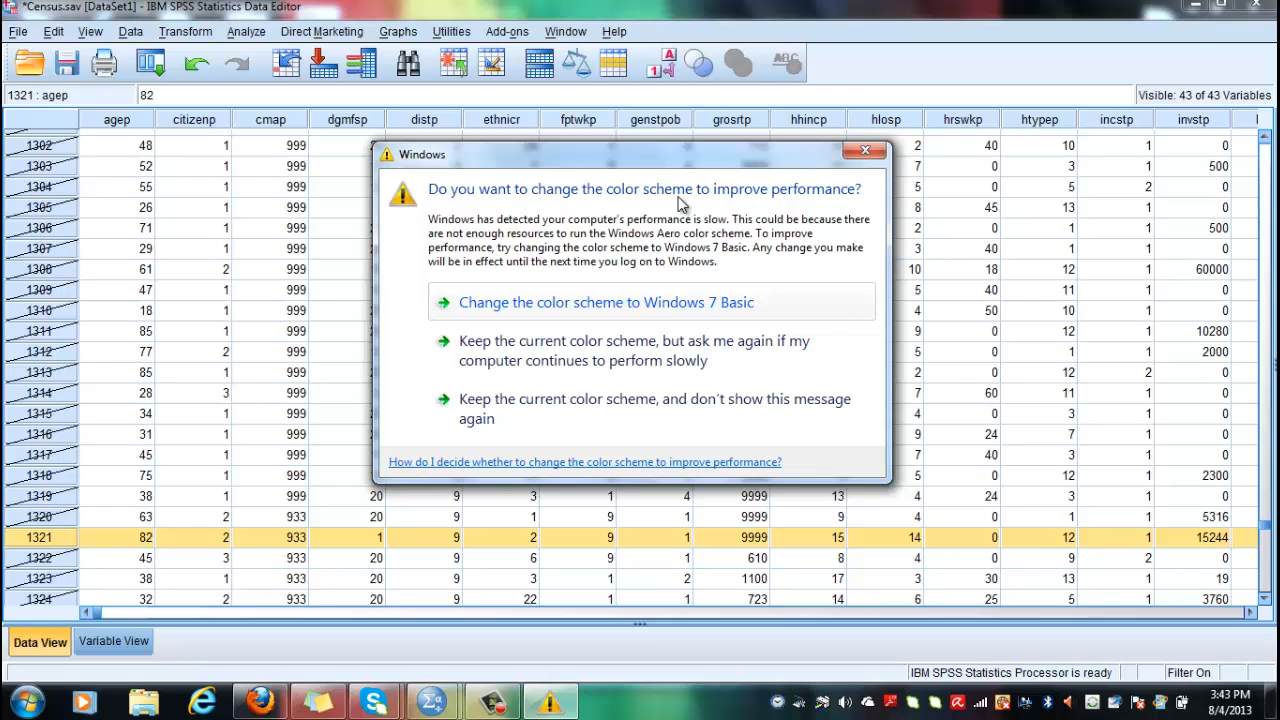 *Census.sav [DataSet1] - IBM SPSS Statistics Data Editor
File Edit View Data Transform Analyze Direct Marketing Graphs Utilities Add-ons Window Help
A
1
ABC
1321 : agep 82 Visible: 43 of 43 Variables
agep citizenp cmap dgmfsp distp ethnicr fptwkp genstpob grosrtp hhincp hlosp hrswkp htypep incstp invstp
1302 48 1 999 2 40 10 1 0
1303 52 1 999 7 0 3 1 500
1304 55 1 999 8 0 5 2 0
1305 26 1 999 8 45 13 1 0
1306 71 1 999 9 0 1 1 500
1307 29 1 999 3 40 1 1 0
1308 61 2 999 10 18 12 1 60000
1309 47 1 999 5 40 11 1 0
1310 18 1 999 4 50 10 1 0
1311 85 1 999 9 0 12 1 10280
1312 77 2 999 5 0 1 1 2000
1313 85 1 999 2 0 12 2 0
1314 28 3 999 7 60 11 1 0
1315 34 1 999 5 0 3 1 0
1316 31 1 999 9 24 7 1 0
1317 45 1 999 7 40 3 1 0
1318 75 1 999 5 0 12 1 2300
1319 38 1 999 20 9 3 1 4 9999 13 4 24 3 1 0
1320 63 2 933 20 9 1 9 1 9999 9 4 0 1 1 5316
1321 82 2 933 1 9 2 9 1 9999 15 14 0 12 1 15244
1322 45 3 933 20 9 6 9 1 610 8 4 0 9 2 0
1323 38 1 933 20 9 3 1 2 1100 17 3 30 13 1 19
1324 32 2 933 20 9 22 1 1 723 14 6 25 5 1 3760
Windows
Do you want to change the color scheme to improve performance?
Windows has detected your computer's performance is slow. This could be because there
are not enough resources to run the Windows Aero color scheme. To improve
performance, try changing the color scheme to Windows 7 Basic. Any change you make
will be in effect until the next time you log on to Windows.
Change the color scheme to Windows 7 Basic
Keep the current color scheme, but ask me again if my
computer continues to perform slowly
Keep the current color scheme, and don't show this message
again
How do I decide whether to change the color scheme to improve performance?
Data View Variable View
IBM SPSS Statistics Processor is ready Filter On
3:43 PM
8/4/2013